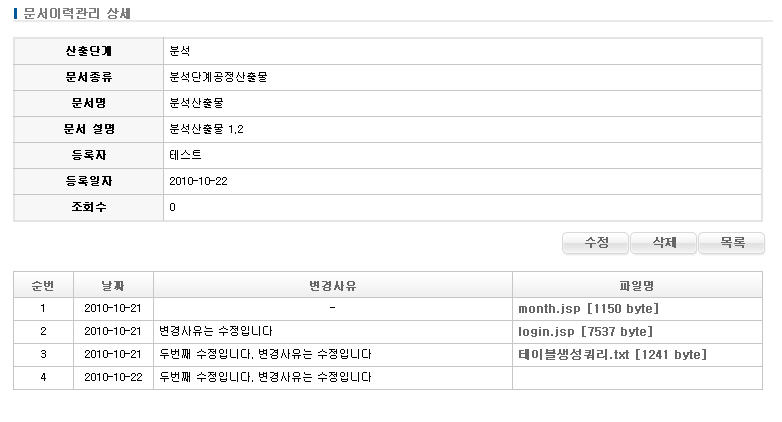 문서이력관리 상세
산출단계 분석
문서종류 분석단계공정산출물
문서명 분석산출물
문서 설명 분석산출물 1,2
등록자 테스트
등록일자 2010-10-22
조회수 0
수정 삭제 목록
순번 날짜 변경사유 파일명
1 2010-10-21 - month.jsp [1150 byte]
2 2010-10-21 변경사유는 수정입니다 login.jsp [7537 byte]
3 2010-10-21 두번째 수정입니다, 변경사유는 수정입니다 테이블생성쿼리.txt [1241 byte]
4 2010-10-22 두번째 수정입니다, 변경사유는 수정입니다